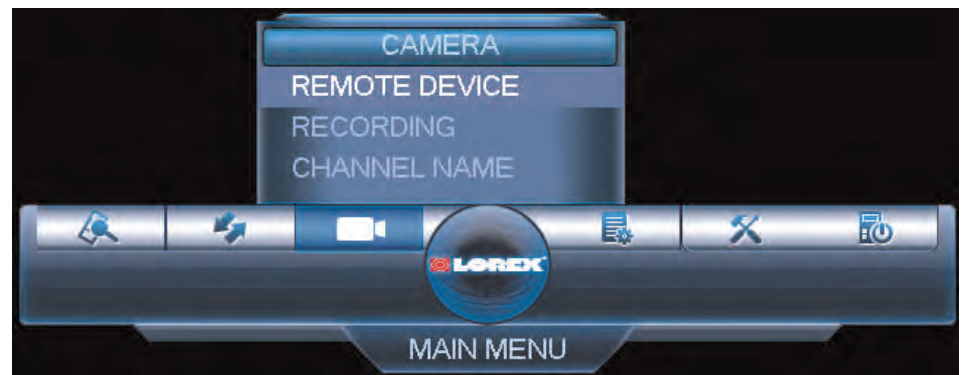 CAMERA
REMOTE DEVICE
RECORDING
CHANNEL NAME
LOREX
MAIN MENU